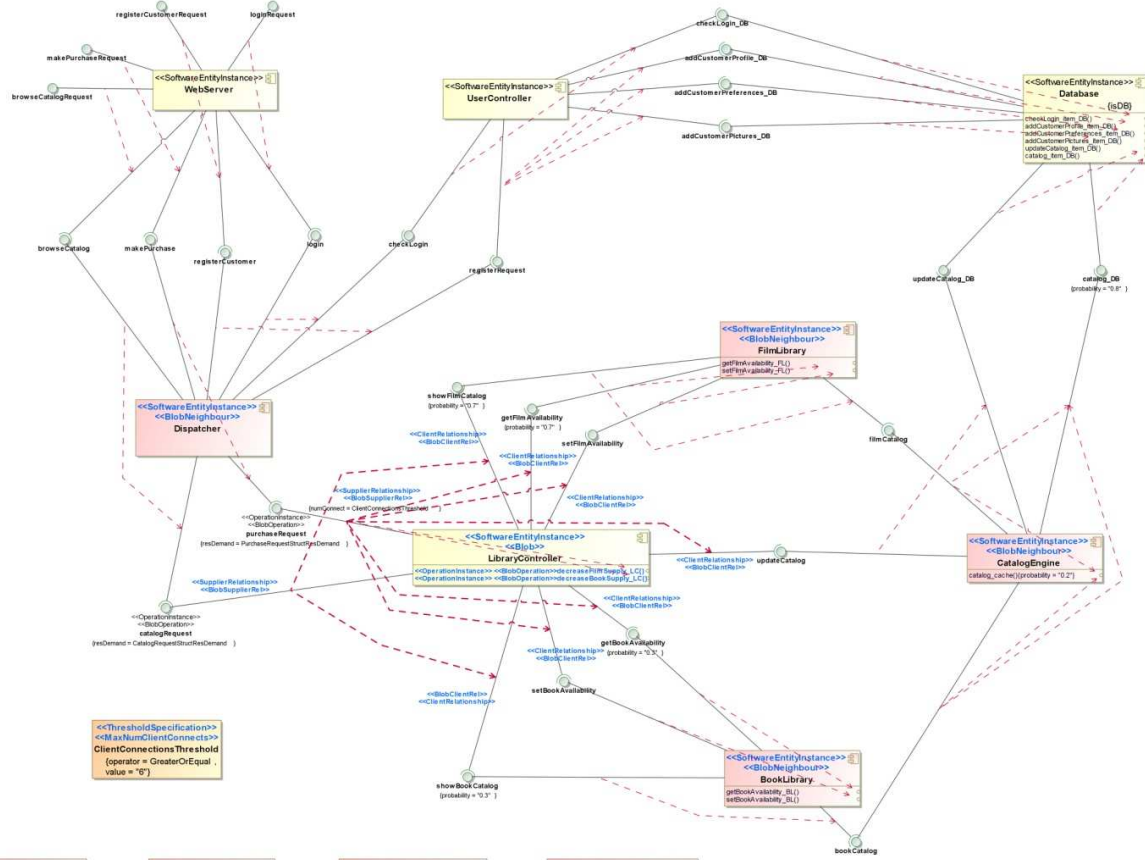 registerCustomerRequest
loginRequest
makePurchaseRequest
browseCatalogRequest
<<SoftwareEntityInstance>>
WebServer
<<SoftwareEntityInstance>>
UserController
checkLogin_DB
addCustomerProfile_DB
addCustomerPreferences_DB
addCustomerPictures_DB
<<SoftwareEntityInstance>>
Database
{isDB}
checkLogin_item_DB()
addCustomerProfile_item_DB()
addCustomerPreferences_item_DB()
addCustomerPictures_item_DB()
updateCatalog_item_DB()
catalog_item_DB()
browseCatalog
makePurchase
registerCustomer
login
checkLogin
registerRequest
updateCatalog_DB
catalog_DB
{probability = "0.8" }
<<SoftwareEntityInstance>>
<<BlobNeighbour>>
Dispatcher
<<SoftwareEntityInstance>>
<<BlobNeighbour>>
FilmLibrary
getFilmAvailability_FL()
setFilmAvailability_FL()
showFilmCatalog
{probability = "0.7" }
getFilmAvailability
{probability = "0.7" }
setFilmAvailability
filmCatalog
<<ClientRelationship>>
<<BlobClientRel>>
<<ClientRelationship>>
<<BlobClientRel>>
<<ClientRelationship>>
<<BlobClientRel>>
<<SupplierRelationship>>
<<BlobSupplierRel>>
{numConnect = ClientConnectionsThreshold }
<<OperationInstance>>
<<BlobOperation>>
purchaseRequest
{resDemand = PurchaseRequestStructResDemand }
<<SoftwareEntityInstance>>
<<Blob>>
LibraryController
<<OperationInstance>> <<BlobOperation>>decreaseFilmSupply_LC()
<<OperationInstance>> <<BlobOperation>>decreaseBookSupply_LC()
<<ClientRelationship>>
<<BlobClientRel>>
updateCatalog
<<SoftwareEntityInstance>>
<<BlobNeighbour>>
CatalogEngine
catalog_cache(){probability = "0.2"}
<<SupplierRelationship>>
<<BlobSupplierRel>>
<<OperationInstance>>
<<BlobOperation>>
catalogRequest
{resDemand = CatalogRequestStructResDemand }
<<ClientRelationship>>
<<BlobClientRel>>
getBookAvailability
{probability = "0.3" }
<<ClientRelationship>>
<<BlobClientRel>>
setBookAvailability
<<BlobClientRel>>
<<ClientRelationship>>
<<ThresholdSpecification>>
<<MaxNumClientConnects>>
ClientConnectionsThreshold
{operator = GreaterOrEqual ,
value = "6"}
showBookCatalog
{probability = "0.3" }
<<SoftwareEntityInstance>>
<<BlobNeighbour>>
BookLibrary
getBookAvailability_BL()
setBookAvailability_BL()
bookCatalog